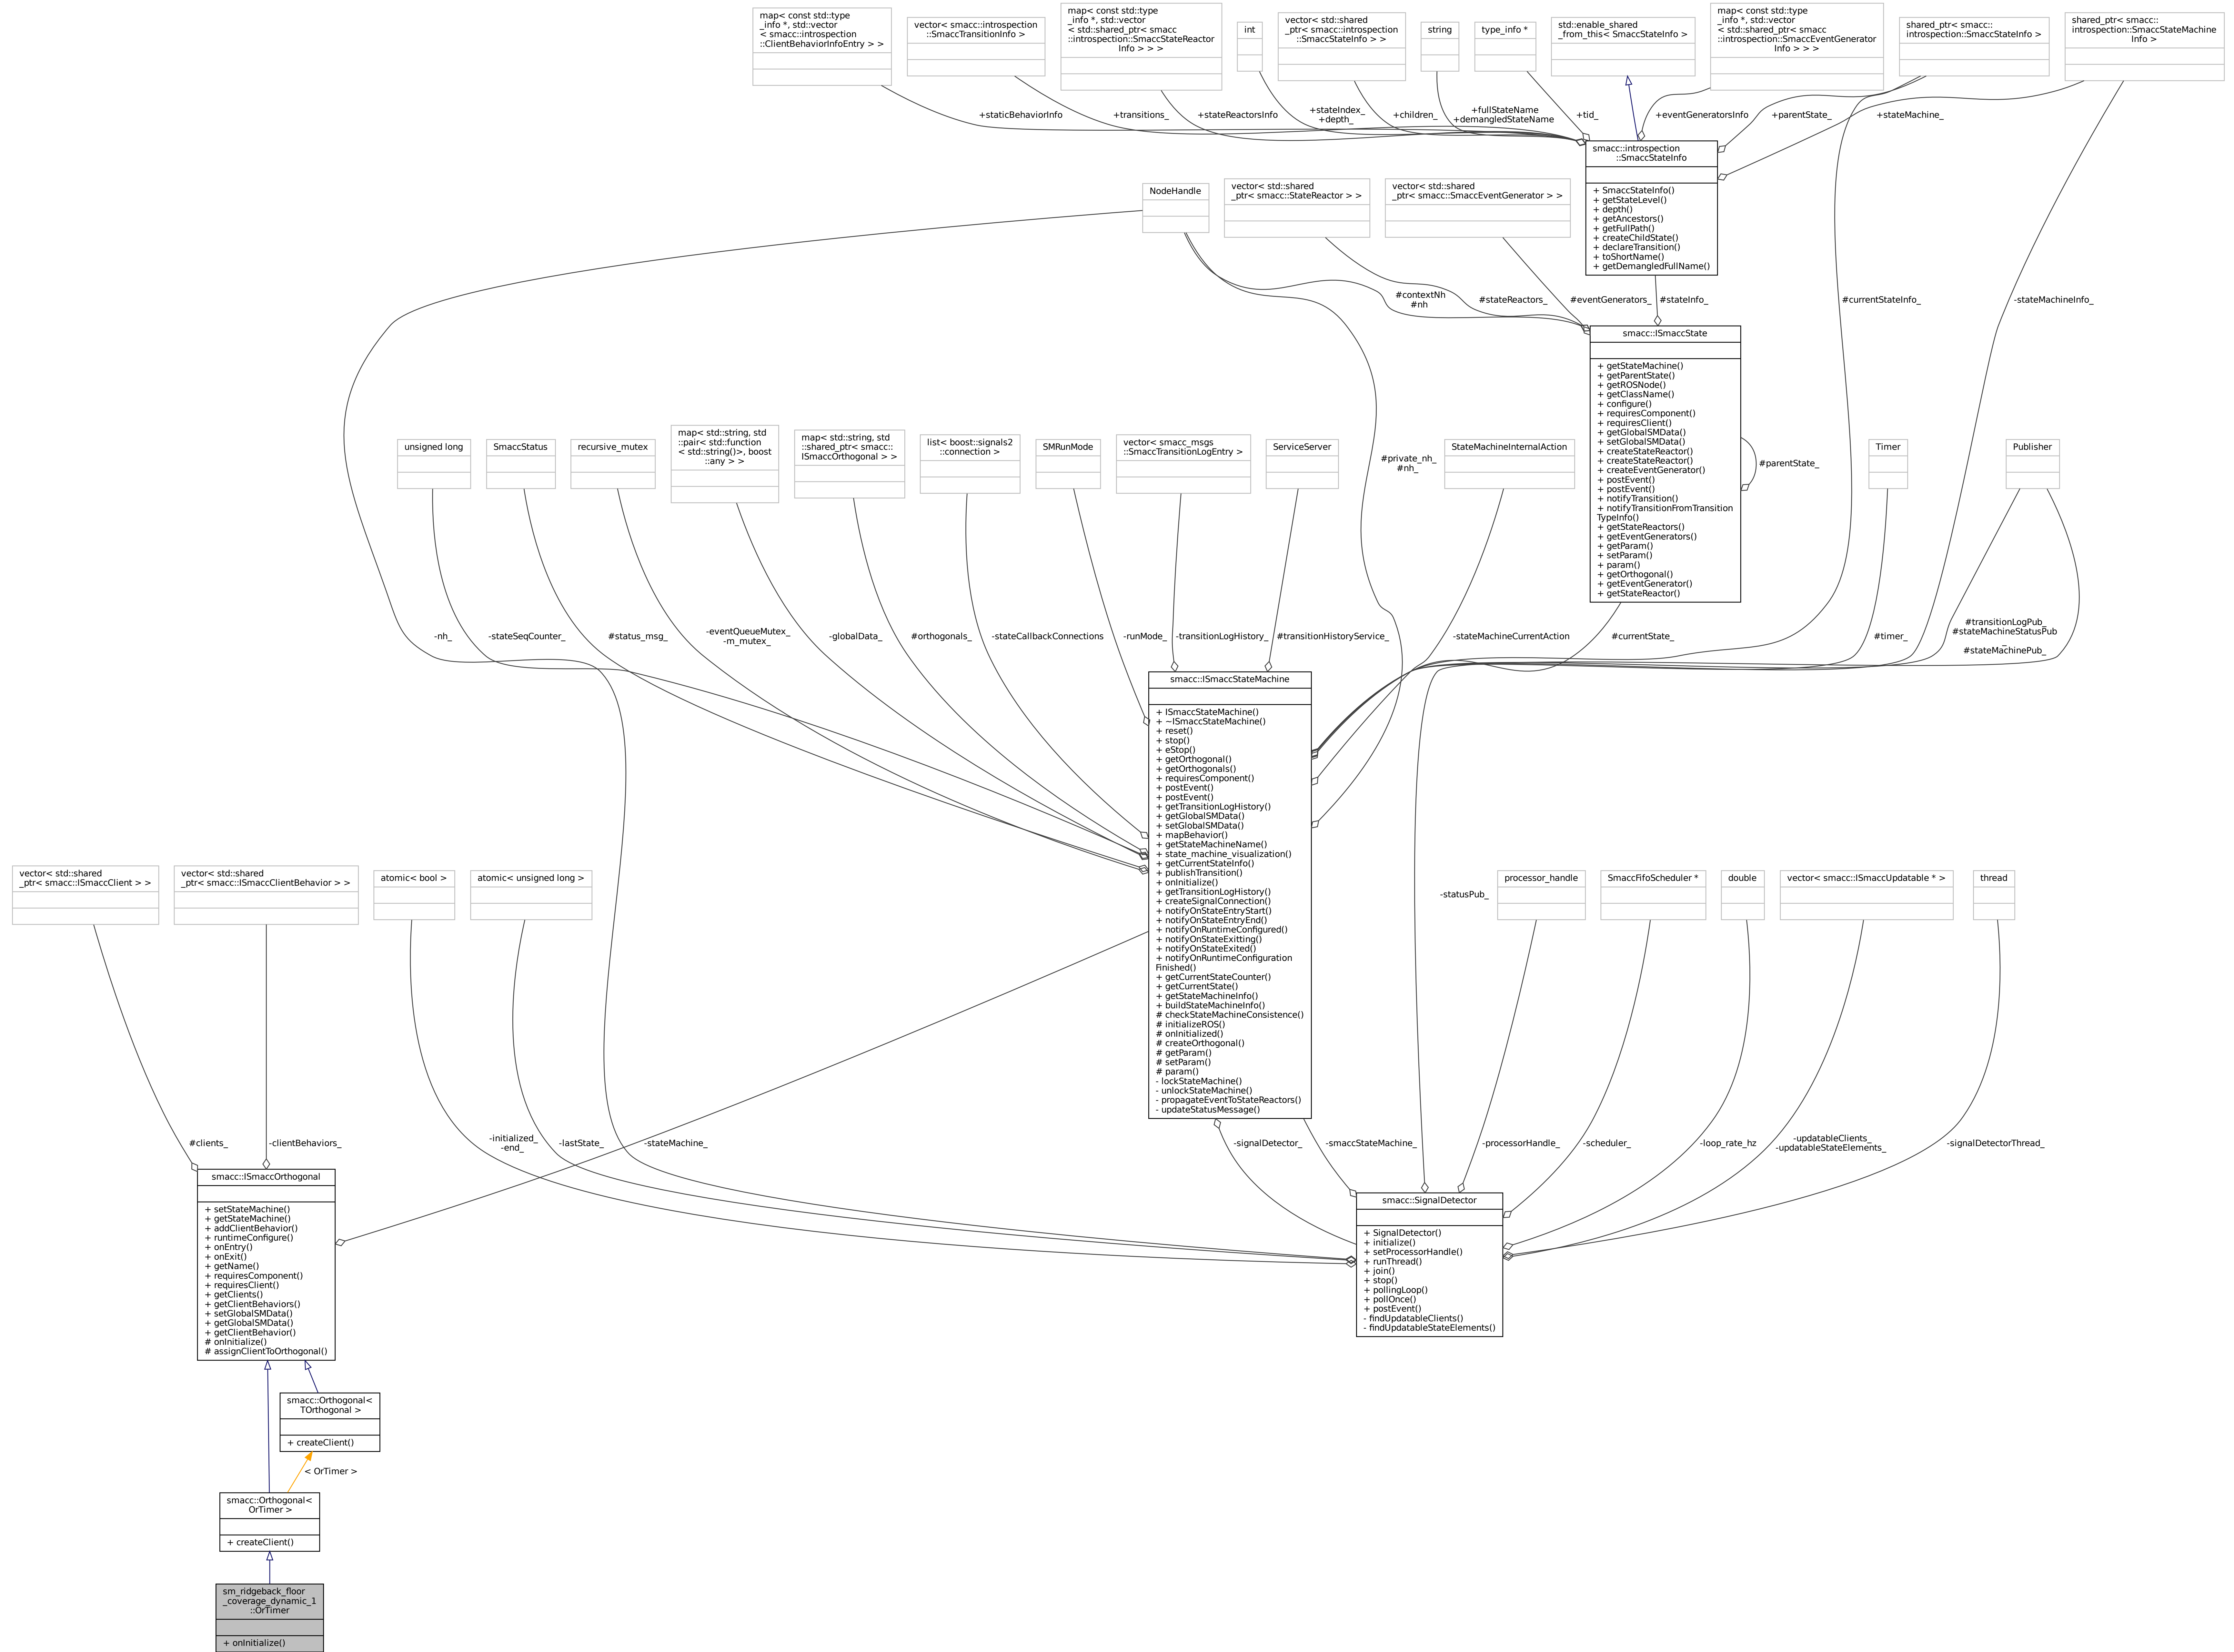 map< const std::type
_info *, std::vector
< smacc::introspection
::ClientBehaviorInfoEntry > >
vector< smacc::introspection
::SmaccTransitionInfo >
map< const std::type
_info *, std::vector
< std::shared_ptr< smacc
::introspection::SmaccStateReactor
Info > > >
int
vector< std::shared
_ptr< smacc::introspection
::SmaccStateInfo > >
string
type_info *
std::enable_shared
_from_this< SmaccStateInfo >
map< const std::type
_info *, std::vector
< std::shared_ptr< smacc
::introspection::SmaccEventGenerator
Info > > >
shared_ptr< smacc::
introspection::SmaccStateInfo >
shared_ptr< smacc::
introspection::SmaccStateMachine
Info >
+staticBehaviorInfo
+transitions_
+stateReactorsInfo
+stateIndex_
+depth_
+children_
+fullStateName
+demangledStateName
+tid_
+eventGeneratorsInfo
+parentState_
+stateMachine_
smacc::introspection
::SmaccStateInfo
+ SmaccStateInfo()
+ getStateLevel()
+ depth()
+ getAncestors()
+ getFullPath()
+ createChildState()
+ declareTransition()
+ toShortName()
+ getDemangledFullName()
NodeHandle
vector< std::shared
_ptr< smacc::StateReactor > >
vector< std::shared
_ptr< smacc::SmaccEventGenerator > >
#contextNh
#nh
#stateReactors_
#eventGenerators_
#stateInfo_
#currentStateInfo_
-stateMachineInfo_
smacc::ISmaccState
+ getStateMachine()
+ getParentState()
+ getROSNode()
+ getClassName()
+ configure()
+ requiresComponent()
+ requiresClient()
+ getGlobalSMData()
+ setGlobalSMData()
+ createStateReactor()
+ createStateReactor()
+ createEventGenerator()
+ postEvent()
+ postEvent()
+ notifyTransition()
+ notifyTransitionFromTransition
TypeInfo()
+ getStateReactors()
+ getEventGenerators()
+ getParam()
+ setParam()
+ param()
+ getOrthogonal()
+ getEventGenerator()
+ getStateReactor()
#parentState_
unsigned long
SmaccStatus
recursive_mutex
map< std::string, std
::pair< std::function
< std::string()>, boost
::any > >
map< std::string, std
::shared_ptr< smacc::
ISmaccOrthogonal > >
list< boost::signals2
::connection >
SMRunMode
vector< smacc_msgs
::SmaccTransitionLogEntry >
ServiceServer
#private_nh_
#nh_
StateMachineInternalAction
Timer
Publisher
-nh_
-stateSeqCounter_
#status_msg_
-eventQueueMutex_
-m_mutex_
-globalData_
#orthogonals_
-stateCallbackConnections
-runMode_
-transitionLogHistory_
#transitionHistoryService_
-stateMachineCurrentAction
#currentState_
#timer_
#transitionLogPub_
#stateMachineStatusPub
_
#stateMachinePub_
smacc::ISmaccStateMachine
+ ISmaccStateMachine()
+ ~ISmaccStateMachine()
+ reset()
+ stop()
+ eStop()
+ getOrthogonal()
+ getOrthogonals()
+ requiresComponent()
+ postEvent()
+ postEvent()
+ getTransitionLogHistory()
+ getGlobalSMData()
+ setGlobalSMData()
+ mapBehavior()
+ getStateMachineName()
+ state_machine_visualization()
+ getCurrentStateInfo()
+ publishTransition()
+ onInitialize()
+ getTransitionLogHistory()
+ createSignalConnection()
+ notifyOnStateEntryStart()
+ notifyOnStateEntryEnd()
+ notifyOnRuntimeConfigured()
+ notifyOnStateExitting()
+ notifyOnStateExited()
+ notifyOnRuntimeConfiguration
Finished()
+ getCurrentStateCounter()
+ getCurrentState()
+ getStateMachineInfo()
+ buildStateMachineInfo()
# checkStateMachineConsistence()
# initializeROS()
# onInitialized()
# createOrthogonal()
# getParam()
# setParam()
# param()
- lockStateMachine()
- unlockStateMachine()
- propagateEventToStateReactors()
- updateStatusMessage()
vector< std::shared
_ptr< smacc::ISmaccClient > >
vector< std::shared
_ptr< smacc::ISmaccClientBehavior > >
atomic< bool >
atomic< unsigned long >
-statusPub_
processor_handle
SmaccFifoScheduler *
double
vector< smacc::ISmaccUpdatable * >
thread
#clients_
-clientBehaviors_
-initialized_
-end_
-lastState_
-stateMachine_
-signalDetector_
-smaccStateMachine_
-processorHandle_
-scheduler_
-loop_rate_hz
-updatableClients_
-updatableStateElements_
-signalDetectorThread_
smacc::ISmaccOrthogonal
+ setStateMachine()
+ getStateMachine()
+ addClientBehavior()
+ runtimeConfigure()
+ onEntry()
+ onExit()
+ getName()
+ requiresComponent()
+ requiresClient()
+ getClients()
+ getClientBehaviors()
+ setGlobalSMData()
+ getGlobalSMData()
+ getClientBehavior()
# onInitialize()
# assignClientToOrthogonal()
smacc::SignalDetector
+ SignalDetector()
+ initialize()
+ setProcessorHandle()
+ runThread()
+ join()
+ stop()
+ pollingLoop()
+ pollOnce()
+ postEvent()
- findUpdatableClients()
- findUpdatableStateElements()
smacc::Orthogonal<
TOrthogonal >
+ createClient()
< OrTimer >
smacc::Orthogonal<
OrTimer >
+ createClient()
sm_ridgeback_floor
_coverage_dynamic_1
::OrTimer
+ onInitialize()